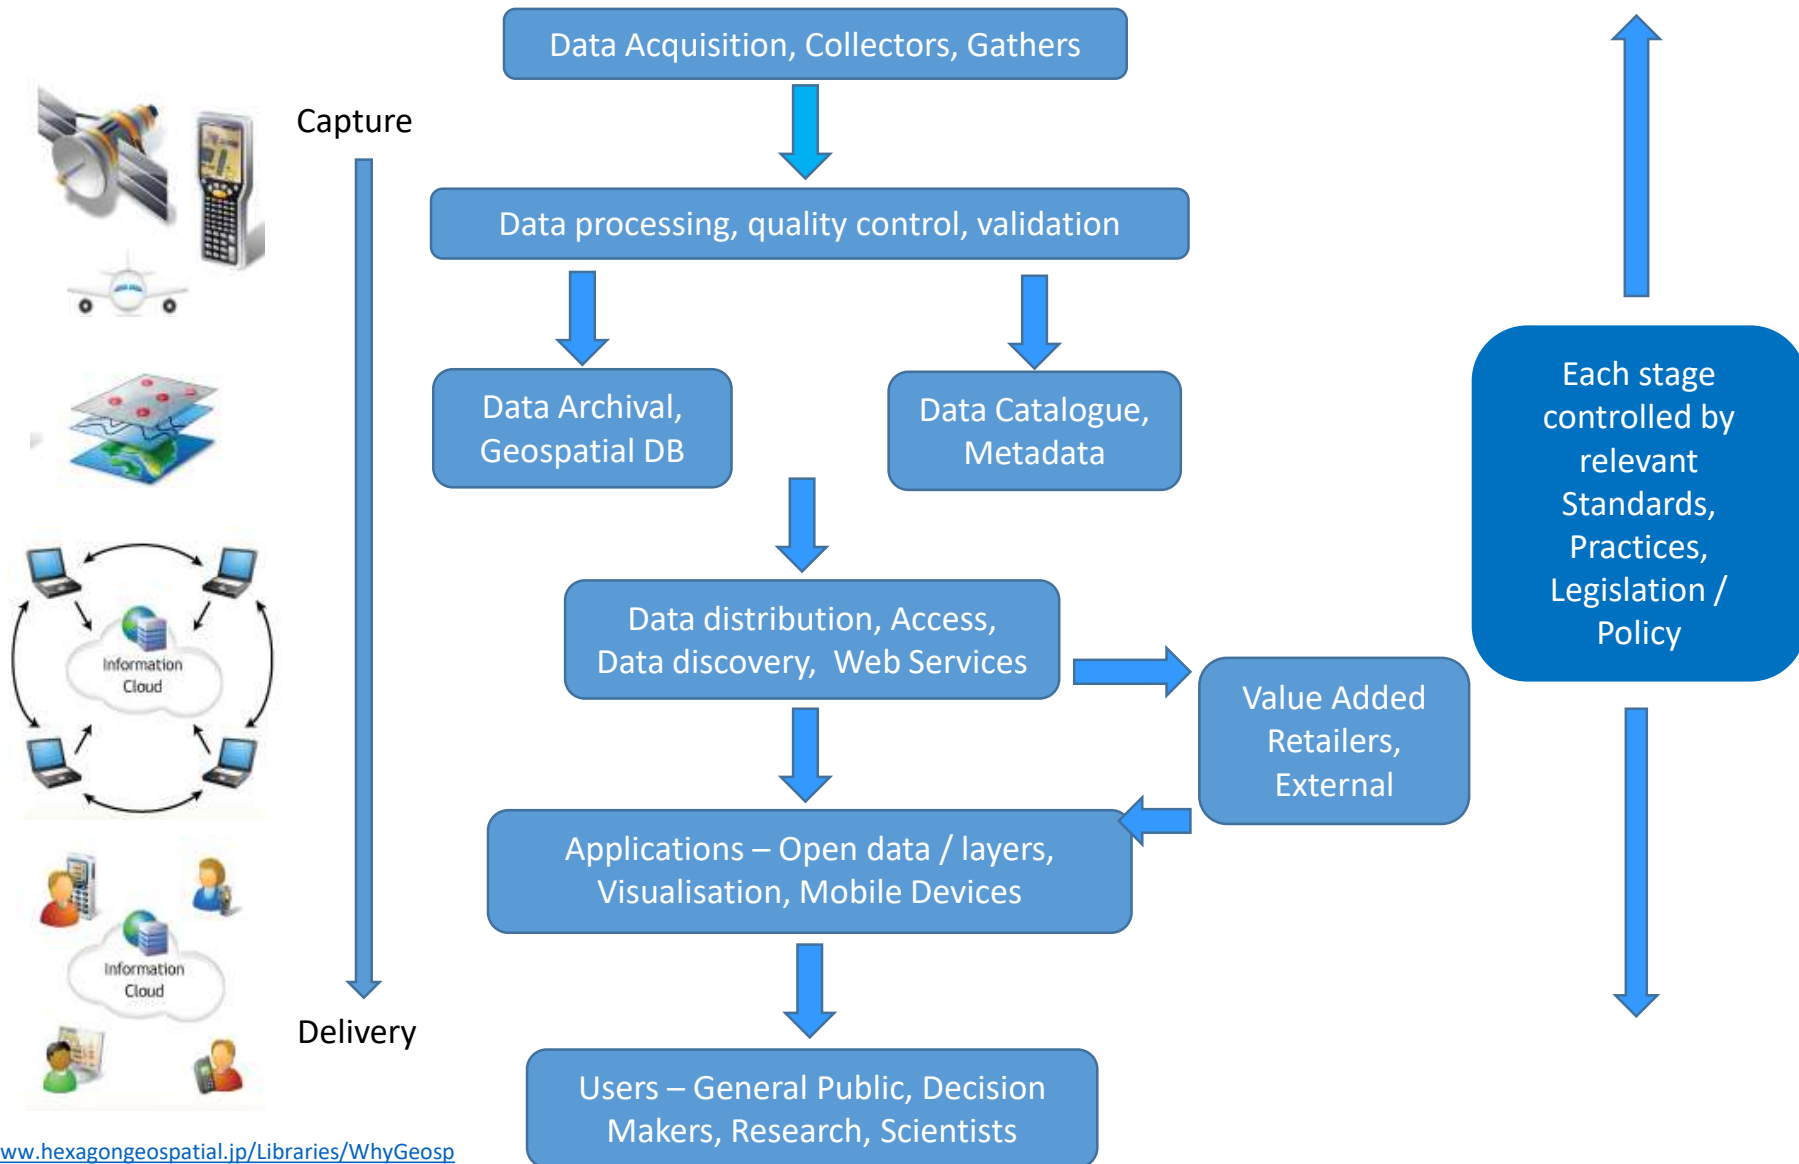 Data Acquisition, Collectors, Gathers
Capture
Data processing, quality control, validation
Data Archival,
Geospatial DB
Data Catalogue,
Metadata
Each stage
controlled by
relevant
Standards,
Practices,
Legislation /
Policy
Information
Cloud
Data distribution, Access,
Data discovery, Web Services
Value Added
Retailers,
External
Applications – Open data / layers,
Visualisation, Mobile Devices
Information
Cloud
Delivery
Users – General Public, Decision
Makers, Research, Scientists
ww.hexagongeospatial.jp/Libraries/WhyGeosp